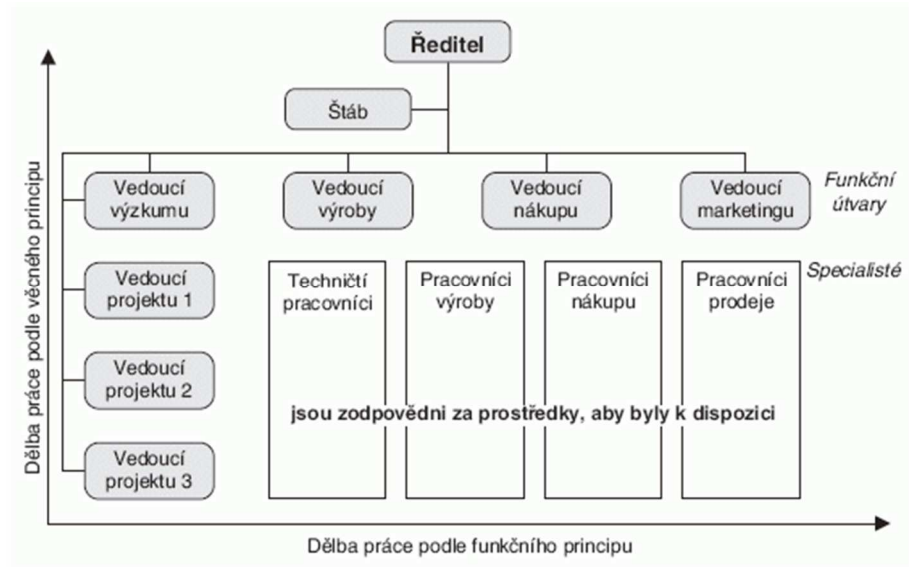 Ředitel
Štáb
Vedoucí
výzkumu
Vedoucí
výroby
Vedoucí
nákupu
Vedoucí
marketingu
Funkční
útvary
Vedoucí
projektu 1
Techničtí
pracovníci
Pracovníci
výroby
Pracovníci
nákupu
Pracovníci
prodeje
Specialisté
Vedoucí
projektu 2
jsou zodpovědni za prostředky, aby byly k dispozici
Vedoucí
projektu 3
Dělba práce podle věcného principu
Dělba práce podle funkčního principu